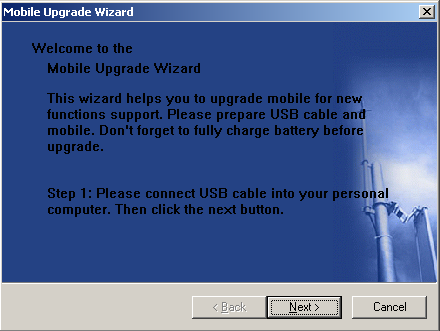 Mobile Upgrade Wizard
Welcome to the
Mobile Upgrade Wizard
This wizard helps you to upgrade mobile for new
functions support. Please prepare USB cable and
mobile. Don't forget to fully charge battery before
upgrade.
Step 1: Please connect USB cable into your personal
computer. Then click the next button.
< Back Next > Cancel